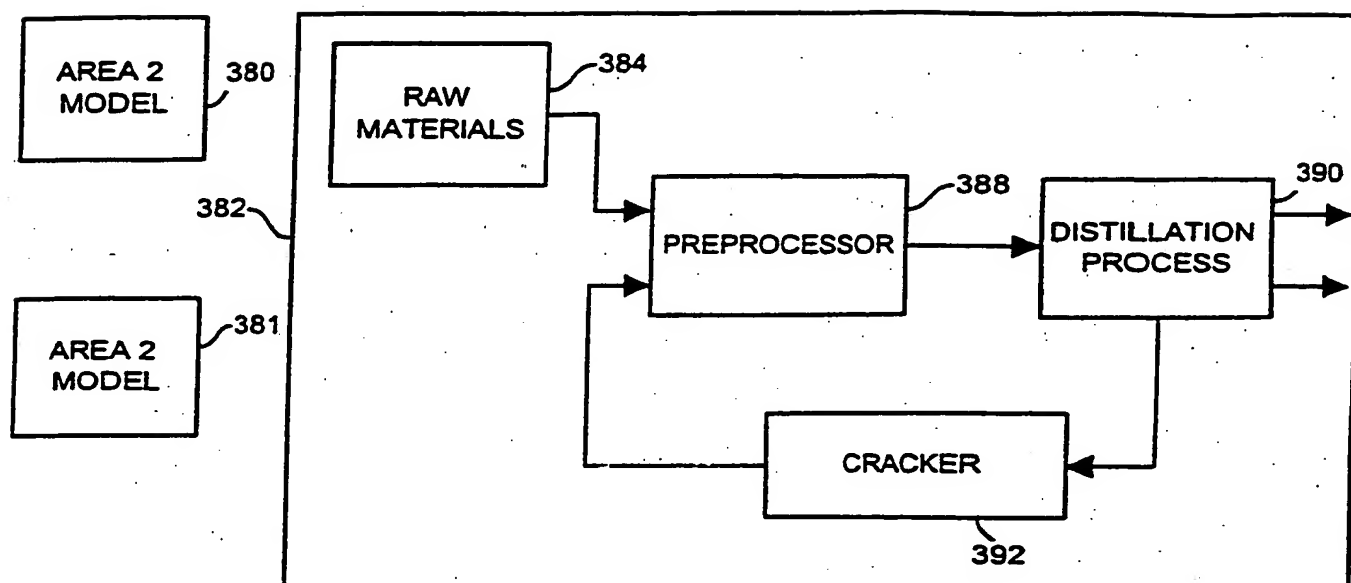 AREA 2
MODEL
380
382
AREA 2
MODEL
381
RAW
MATERIALS
384
PREPROCESSOR
388
DISTILLATION
PROCESS
390
CRACKER
392